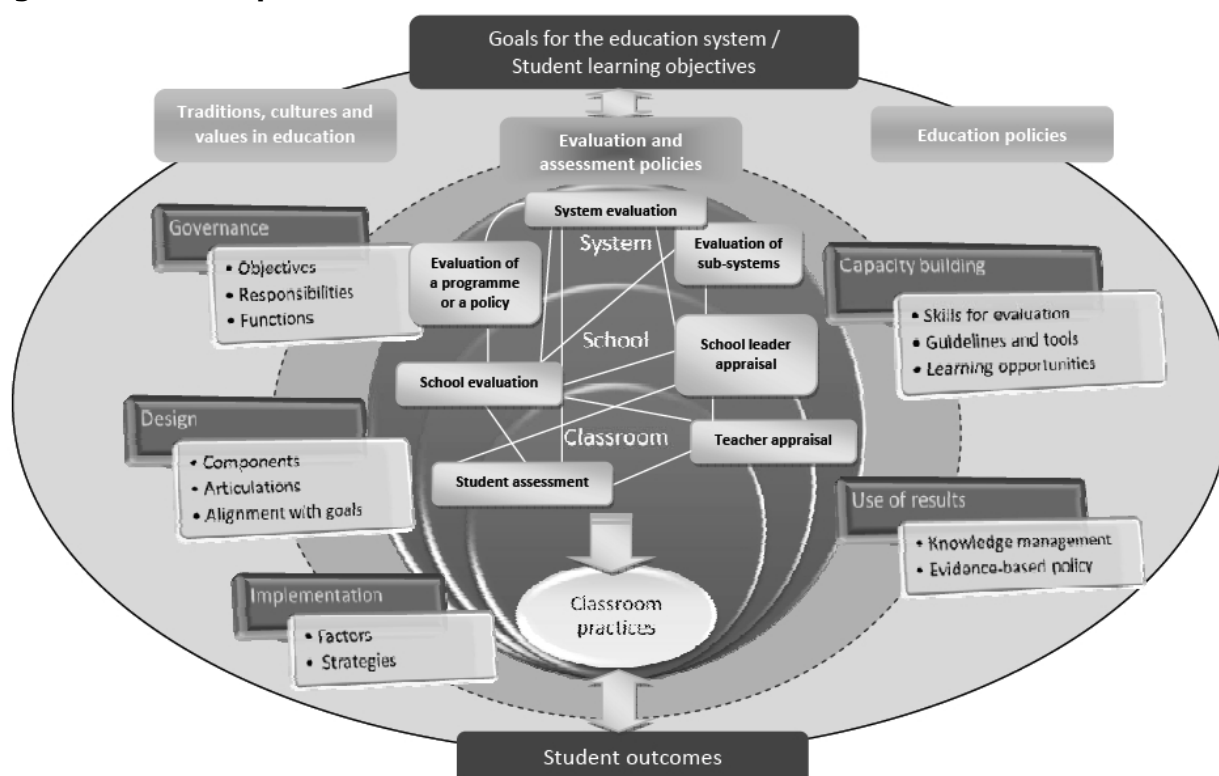 Goals for the education system /
Student learning objectives
Traditions, cultures and
values in education
Evaluation and
assessment policies
Education policies
System evaluation
System
Evaluation of
sub-systems
Evaluation of
a programme
or a policy
Governance
• Objectives
• Responsibilities
• Functions
Capacity building
• Skills for evaluation
• Guidelines and tools
• Learning opportunities
School
School leader
appraisal
School evaluation
Classroom
Teacher appraisal
Student assessment
Design
• Components
• Articulations
• Alignment with goals
Use of results
• Knowledge management
• Evidence-based policy
Implementation
• Factors
• Strategies
Classroom
practices
Student outcomes